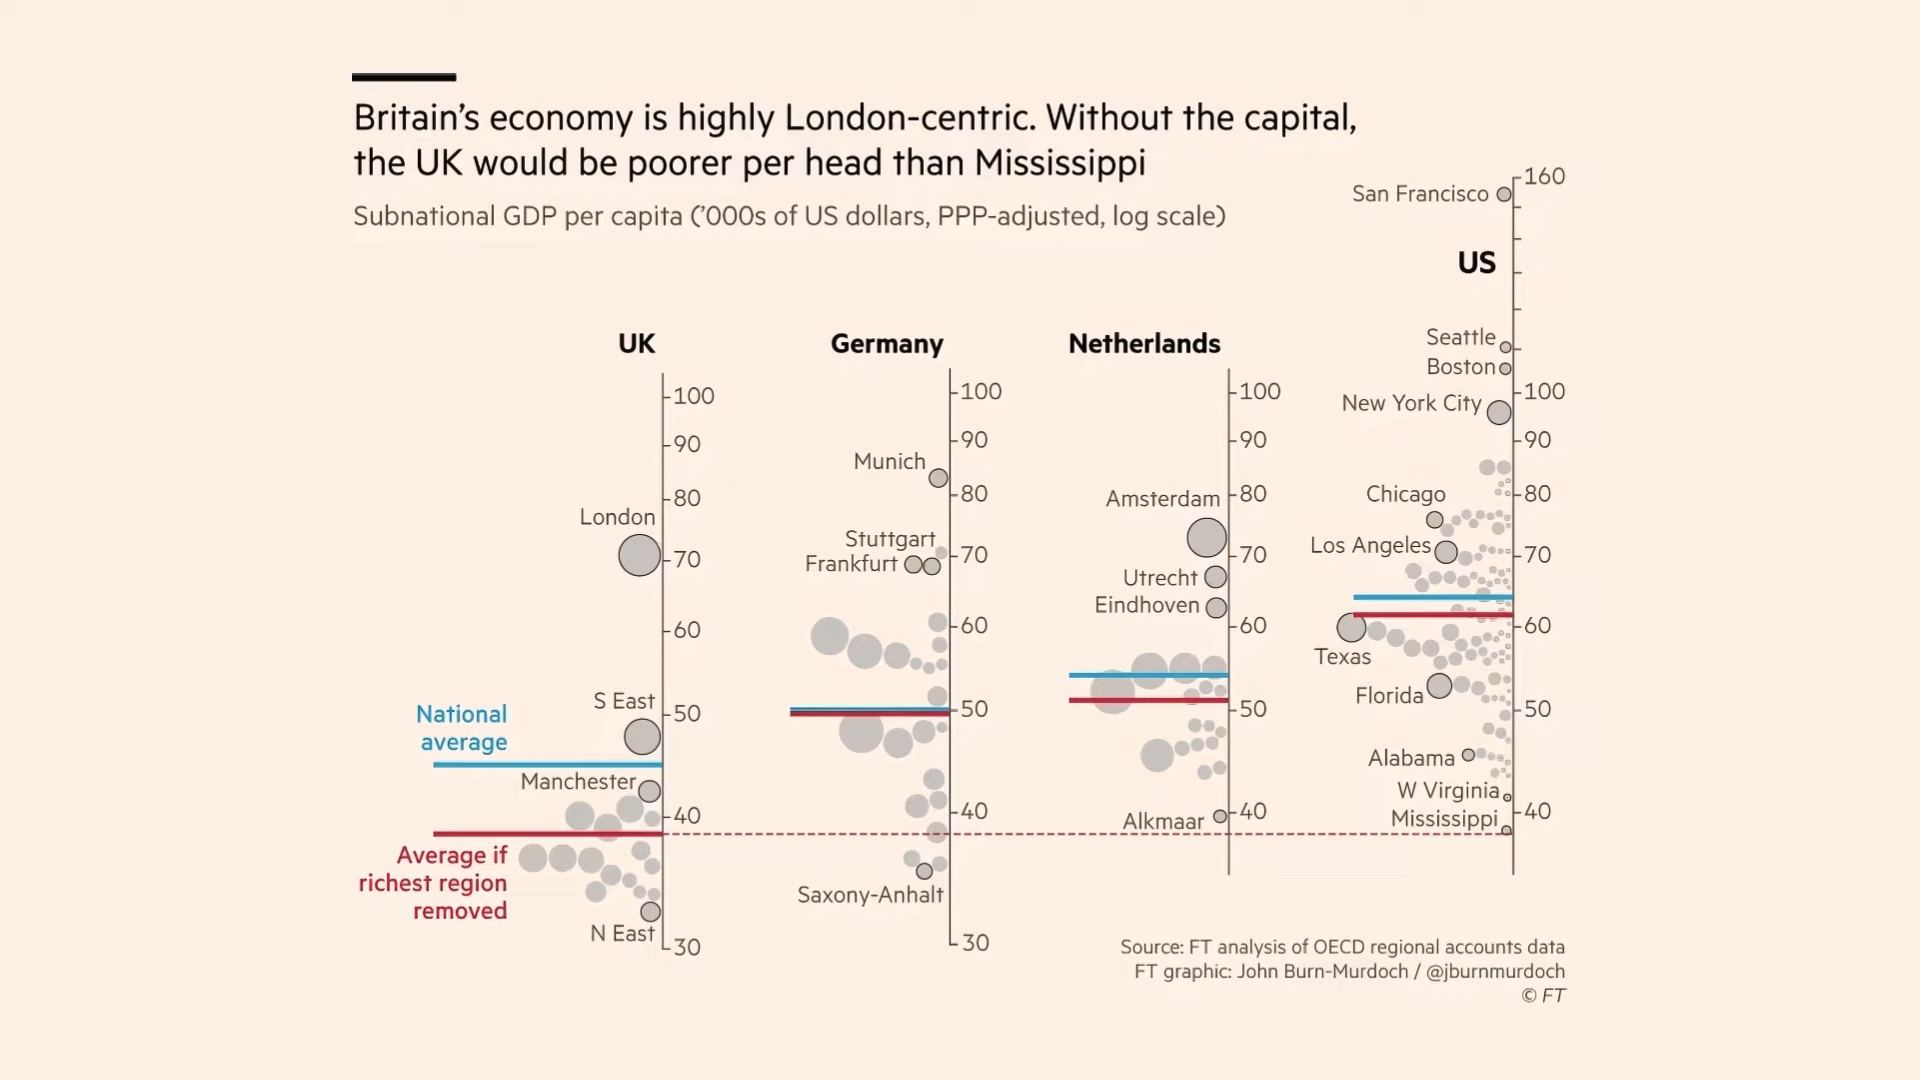 Britain’s economy is highly London-centric. Without the capital,
the UK would be poorer per head than Mississippi
Subnational GDP per capita (’000s of US dollars, PPP-adjusted, log scale)
UK
100
90
80
London
70
60
S East
50
National
average
Manchester
40
Average if
richest region
removed
N East
30
Germany
100
90
Munich
80
Stuttgart
Frankfurt
70
60
50
40
Saxony-Anhalt
30
Netherlands
100
90
Amsterdam
80
70
Utrecht
Eindhoven
60
50
Alkmaar
40
160
San Francisco
US
Seattle
Boston
100
New York City
90
Chicago
80
Los Angeles
70
60
Texas
Florida
50
Alabama
W Virginia
Mississippi
40
Source: FT analysis of OECD regional accounts data
FT graphic: John Burn-Murdoch / @jburnmurdoch
© FT